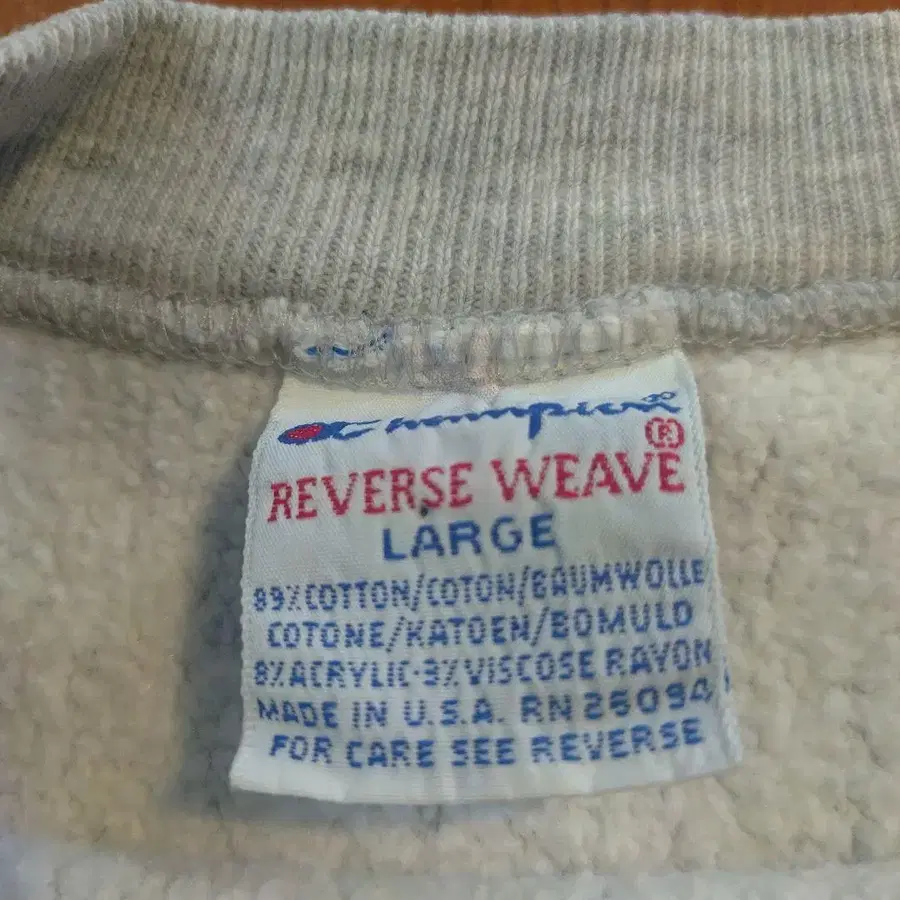 Champion
REVERSE WEAVE®
LARGE
89% COTTON/COTON/BAUMWOLLE
COTONE/KATOEN/BOMULD
8% ACRYLIC-3% VISCOSE RAYON
MADE IN U.S.A. RN 26094
FOR CARE SEE REVERSE